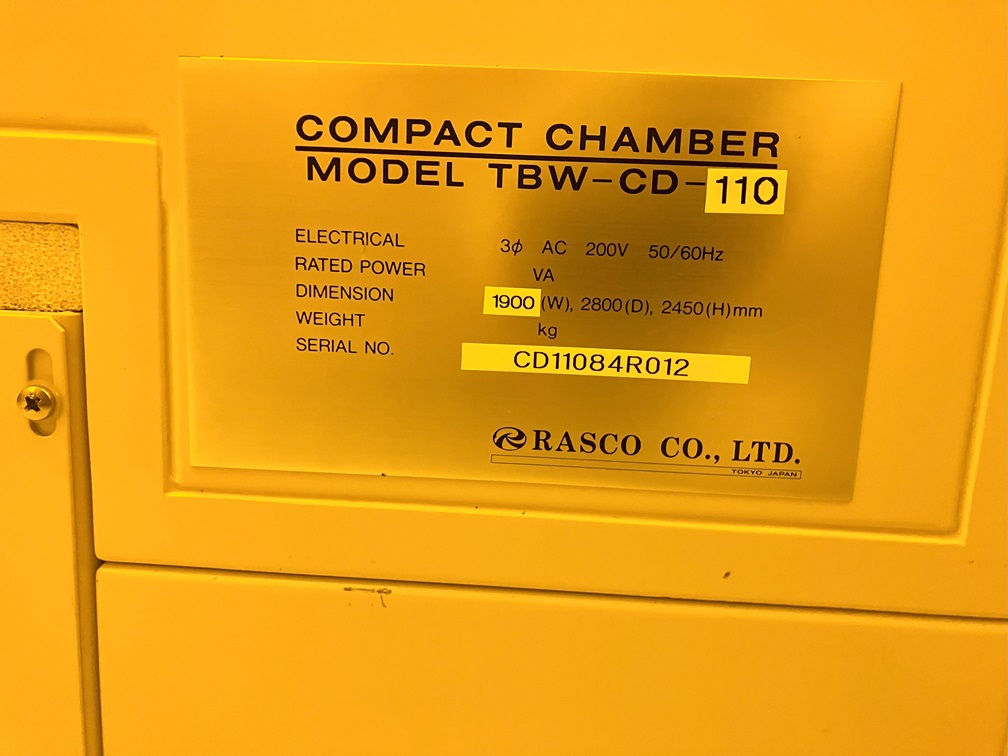 COMPACT CHAMBER
MODEL TBW-CD-110
ELECTRICAL 3ϕ AC 200V 50/60Hz
RATED POWER VA
DIMENSION 1900 (W), 2800(D), 2450(H)mm
WEIGHT kg
SERIAL NO. CD11084R012
RASCO CO., LTD.
TOKYO JAPAN